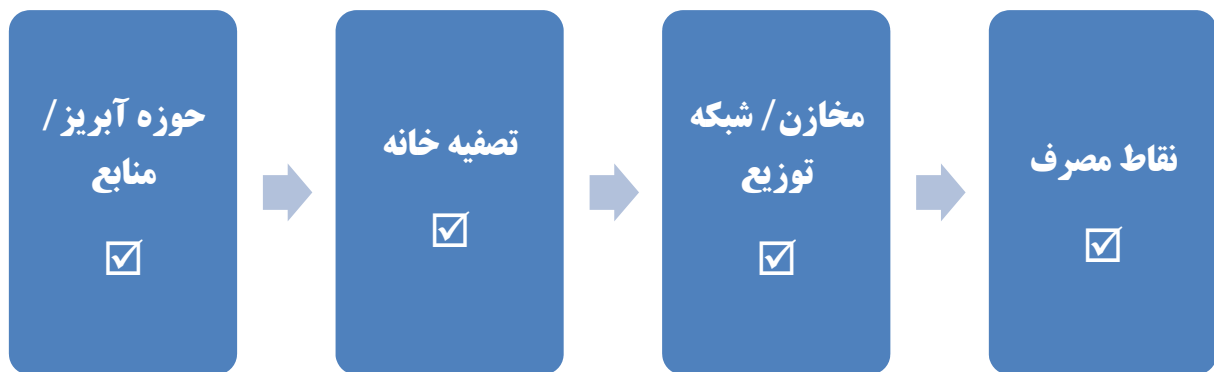 حوزه آبریز/
منابع
☑
تصفیه خانه
☑
مخازن/ شبکه
توزیع
☑
نقاط مصرف
☑